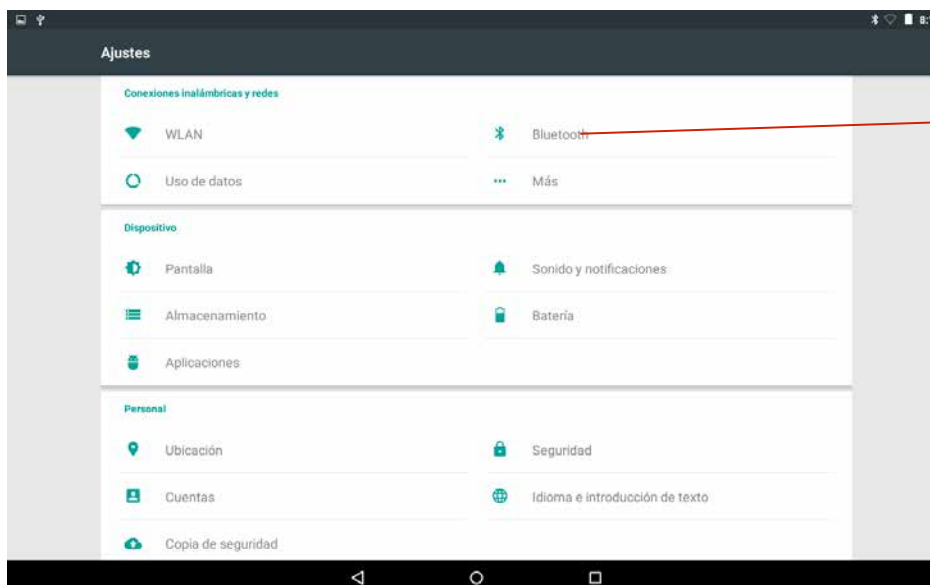 8:
Ajustes
Conexiones inalámbricas y redes
WLAN
Bluetooth
Uso de datos
Más
Dispositivo
Pantalla
Sonido y notificaciones
Almacenamiento
Batería
Aplicaciones
Personal
Ubicación
Seguridad
Cuentas
Idioma e introducción de texto
Copia de seguridad